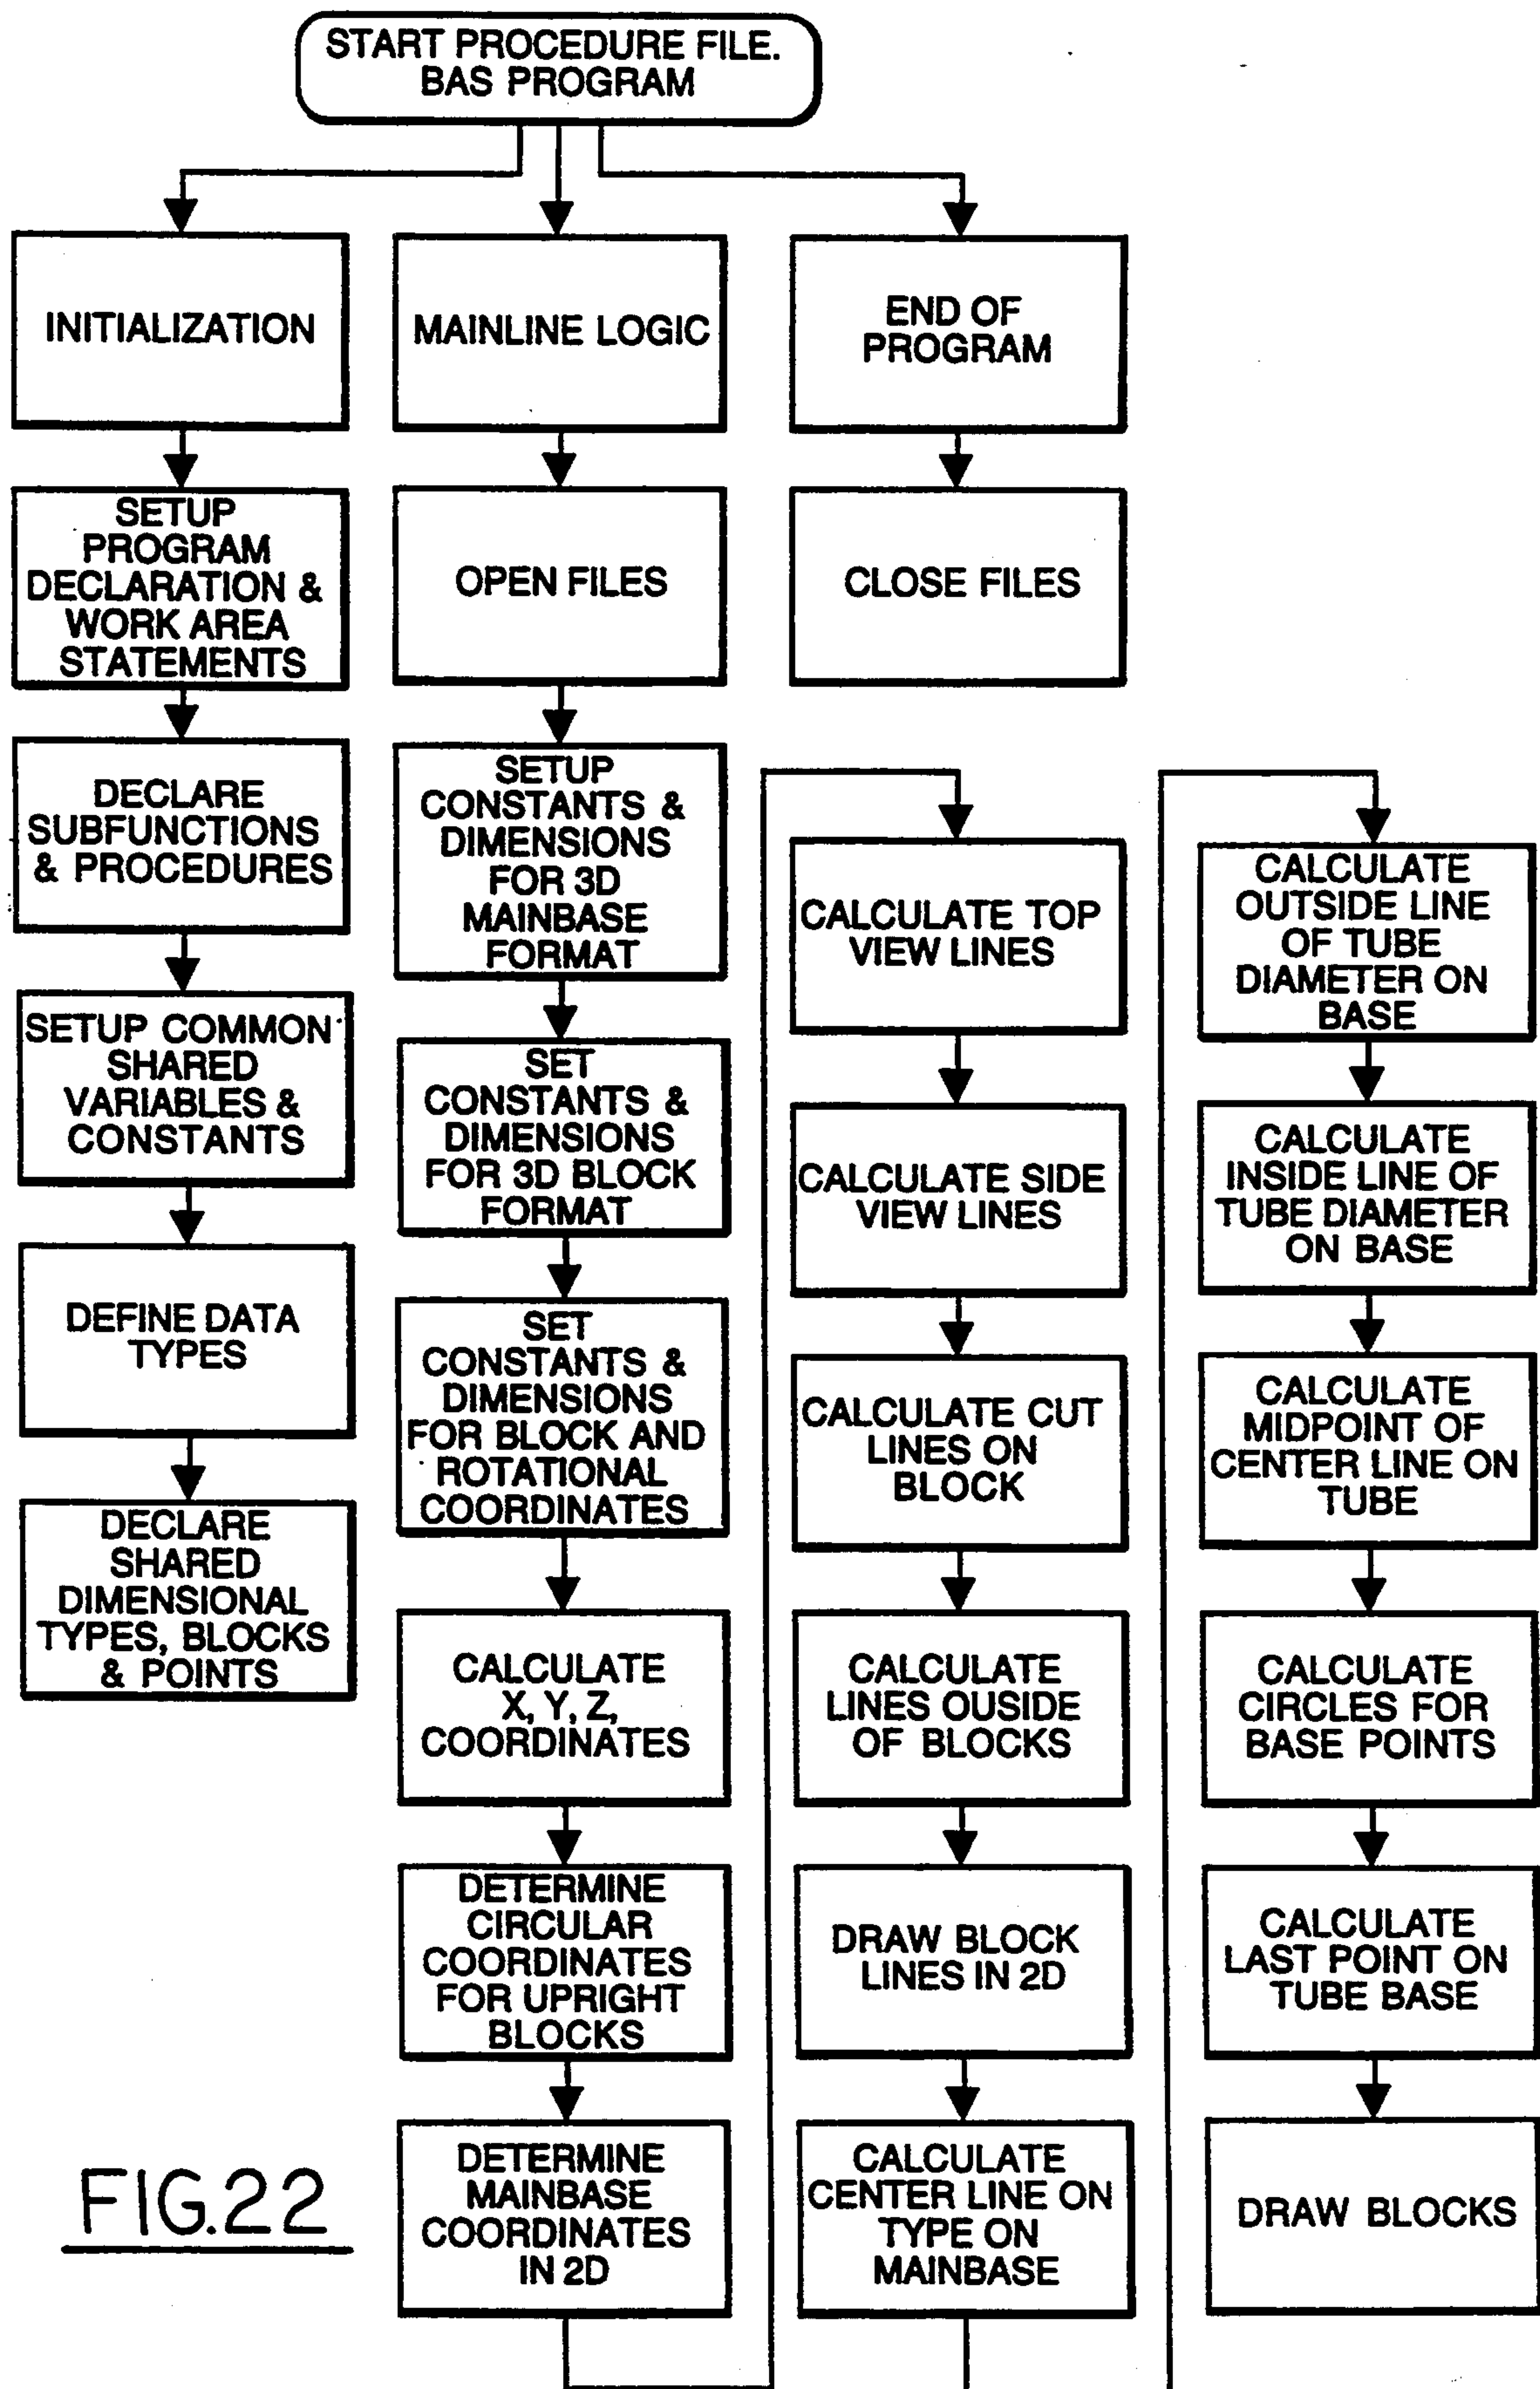 START PROCEDURE FILE.
BAS PROGRAM
INITIALIZATION
SETUP
PROGRAM
DECLARATION &
WORK AREA
STATEMENTS
DECLARE
SUBFUNCTIONS
& PROCEDURES
SETUP COMMON
SHARED
VARIABLES &
CONSTANTS
DEFINE DATA
TYPES
DECLARE
SHARED
DIMENSIONAL
TYPES, BLOCKS
& POINTS
MAINLINE LOGIC
OPEN FILES
SETUP
CONSTANTS &
DIMENSIONS
FOR 3D
MAINBASE
FORMAT
SET
CONSTANTS &
DIMENSIONS
FOR 3D BLOCK
FORMAT
SET
CONSTANTS &
DIMENSIONS
FOR BLOCK AND
ROTATIONAL
COORDINATES
CALCULATE
X, Y, Z,
COORDINATES
DETERMINE
CIRCULAR
COORDINATES
FOR UPRIGHT
BLOCKS
DETERMINE
MAINBASE
COORDINATES
IN 2D
END OF
PROGRAM
CLOSE FILES
CALCULATE TOP
VIEW LINES
CALCULATE SIDE
VIEW LINES
CALCULATE CUT
LINES ON
BLOCK
CALCULATE
LINES OUSIDE
OF BLOCKS
DRAW BLOCK
LINES IN 2D
CALCULATE
CENTER LINE ON
TYPE ON
MAINBASE
CALCULATE
OUTSIDE LINE
OF TUBE
DIAMETER ON
BASE
CALCULATE
INSIDE LINE OF
TUBE DIAMETER
ON BASE
CALCULATE
MIDPOINT OF
CENTER LINE ON
TUBE
CALCULATE
CIRCLES FOR
BASE POINTS
CALCULATE
LAST POINT ON
TUBE BASE
DRAW BLOCKS
FIG.22